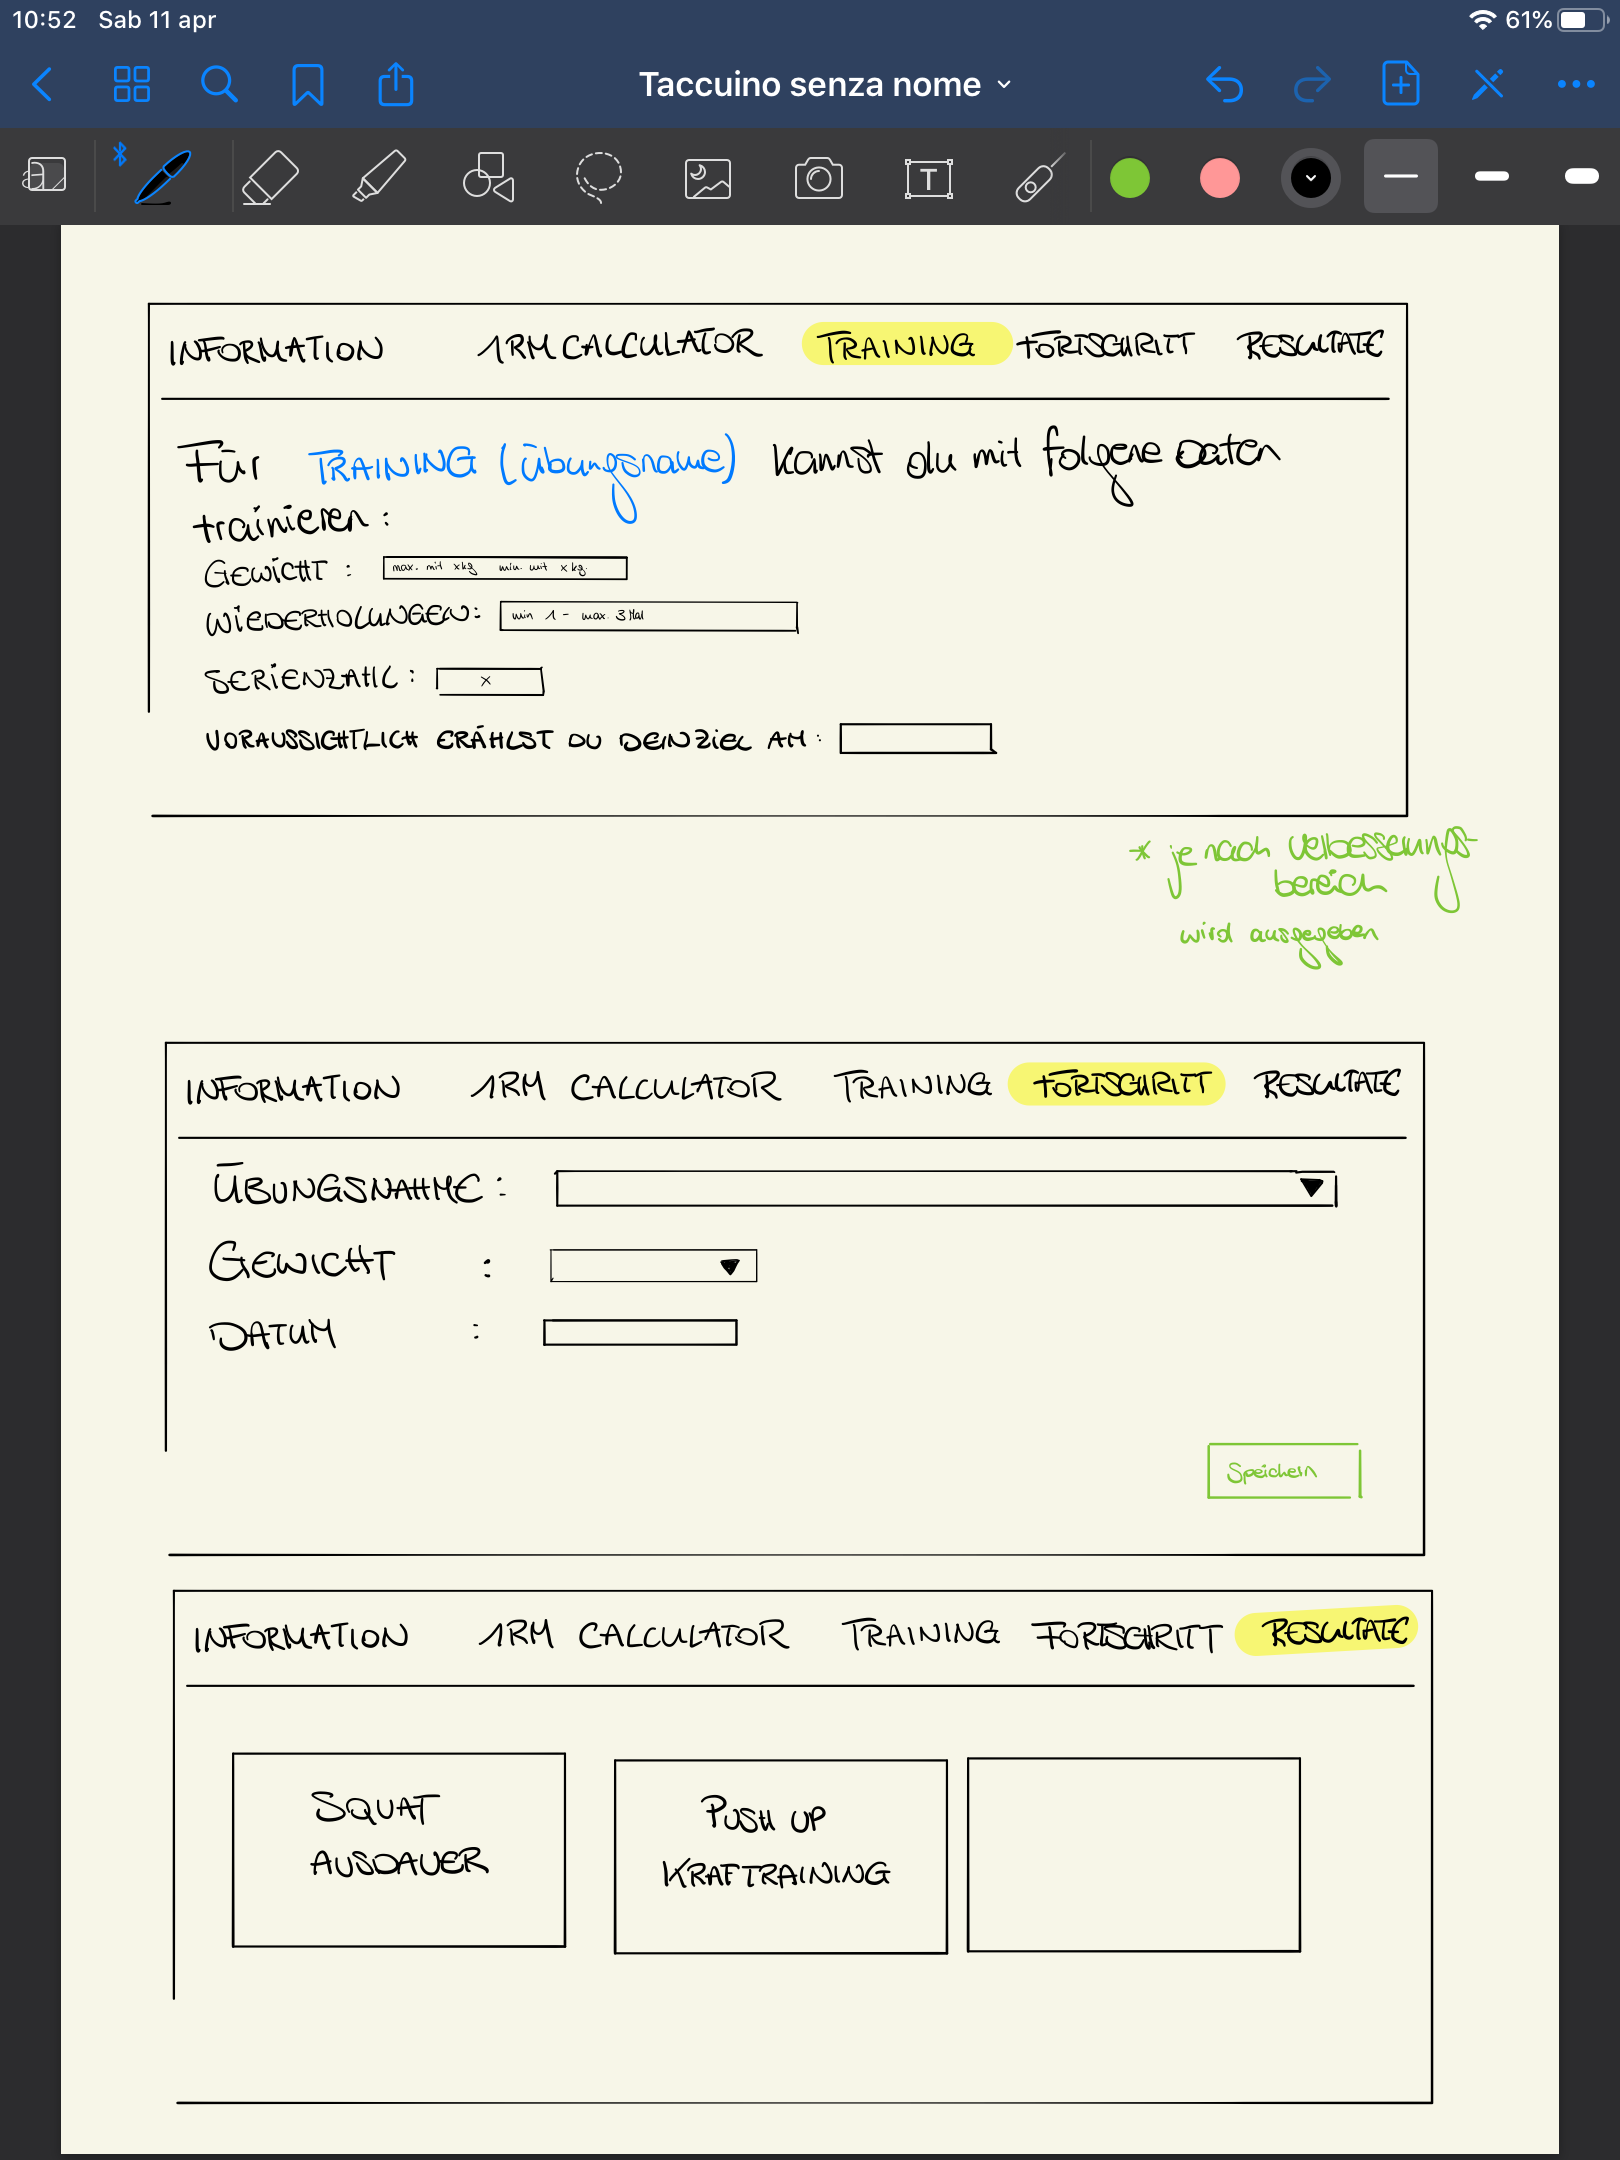 10:52 Sab 11 apr 61%
Taccuino senza nome
T
INFORMATION 1RM CALCULATOR TRAINING FORTSCHRITT RESULTATE
Für TRAINING (übungsname) kannst du mit folgene Daten
trainieren:
GEWICHT: max. mit x kg min. mit x kg.
WIEDERHOLUNGEN: min 1 - max. 3 Mal
SERIENZAHL: x
VORAUSSICHTLICH ERÄHLST DU DEIN ZIEL AM:
* je nach Verbesserungs-
bereich
wird ausgegeben
INFORMATION 1RM CALCULATOR TRAINING FORTSCHRITT RESULTATE
ÜBUNGSNAHME:
GEWICHT :
DATUM :
Speichern
INFORMATION 1RM CALCULATOR TRAINING FORTSCHRITT RESULTATE
SQUAT
AUSDAUER
PUSH UP
KRAFTRAINING